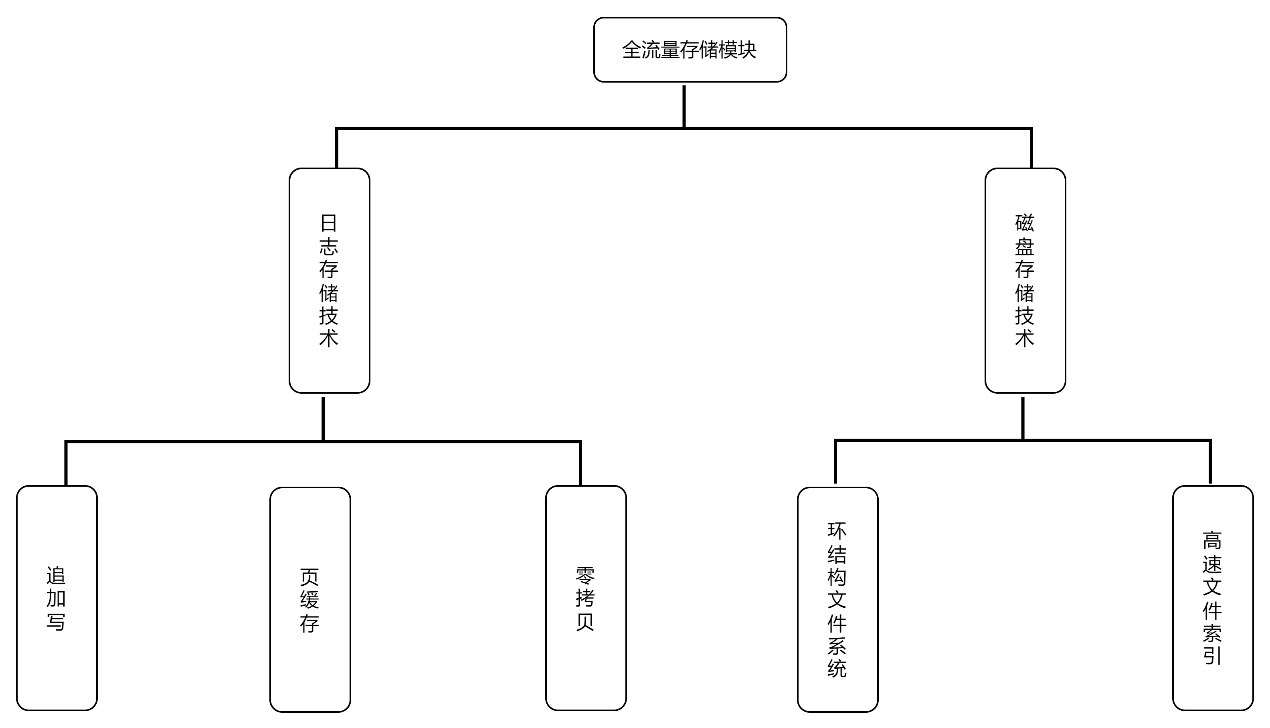 全流量存储模块
日志存储技术
磁盘存储技术
追加写
页缓存
零拷贝
环结构文件系统
高速文件索引